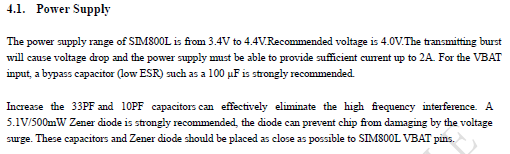 4.1. Power Supply
The power supply range of SIM800L is from 3.4V to 4.4V.Recommended voltage is 4.0V.The transmitting burst
will cause voltage drop and the power supply must be able to provide sufficient current up to 2A. For the VBAT
input, a bypass capacitor (low ESR) such as a 100 μF is strongly recommended.
Increase the 33PF and 10PF capacitors can effectively eliminate the high frequency interference. A
5.1V/500mW Zener diode is strongly recommended, the diode can prevent chip from damaging by the voltage
surge. These capacitors and Zener diode should be placed as close as possible to SIM800L VBAT pins.